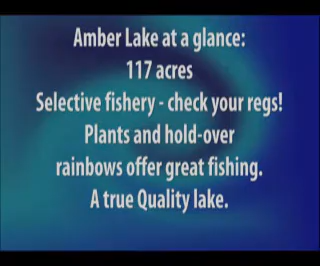 Amber Lake at a glance:
117 acres
Selective fishery - check your regs!
Plants and hold-over
rainbows offer great fishing.
A true Quality lake.